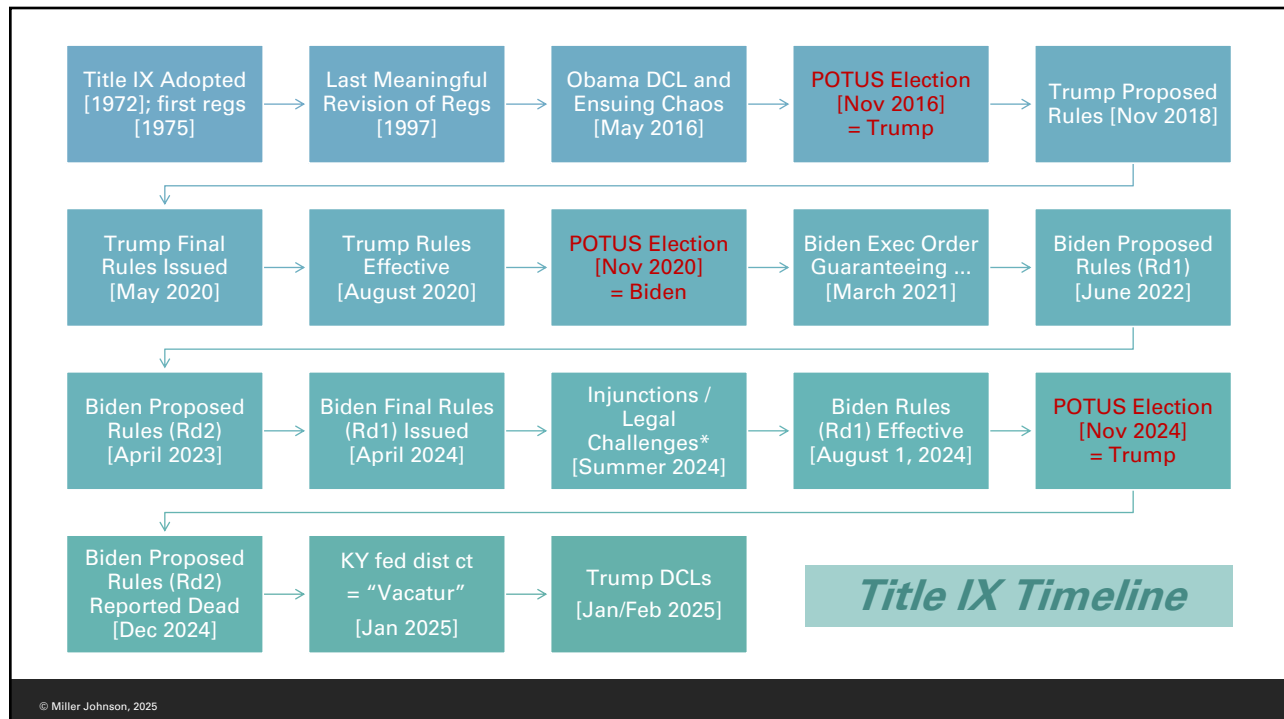 Title IX Adopted
[1972]; first regs
[1975]
Last Meaningful
Revision of Regs
[1997]
Obama DCL and
Ensuing Chaos
[May 2016]
POTUS Election
[Nov 2016]
= Trump
Trump Proposed
Rules [Nov 2018]
Trump Final
Rules Issued
[May 2020]
Trump Rules
Effective
[August 2020]
POTUS Election
[Nov 2020]
= Biden
Biden Exec Order
Guaranteeing ...
[March 2021]
Biden Proposed
Rules (Rd1)
[June 2022]
Biden Proposed
Rules (Rd2)
[April 2023]
Biden Final Rules
(Rd1) Issued
[April 2024]
Injunctions /
Legal
Challenges*
[Summer 2024]
Biden Rules
(Rd1) Effective
[August 1, 2024]
POTUS Election
[Nov 2024]
= Trump
Biden Proposed
Rules (Rd2)
Reported Dead
[Dec 2024]
KY fed dist ct
= “Vacatur”
[Jan 2025]
Trump DCLs
[Jan/Feb 2025]
Title IX Timeline
© Miller Johnson, 2025